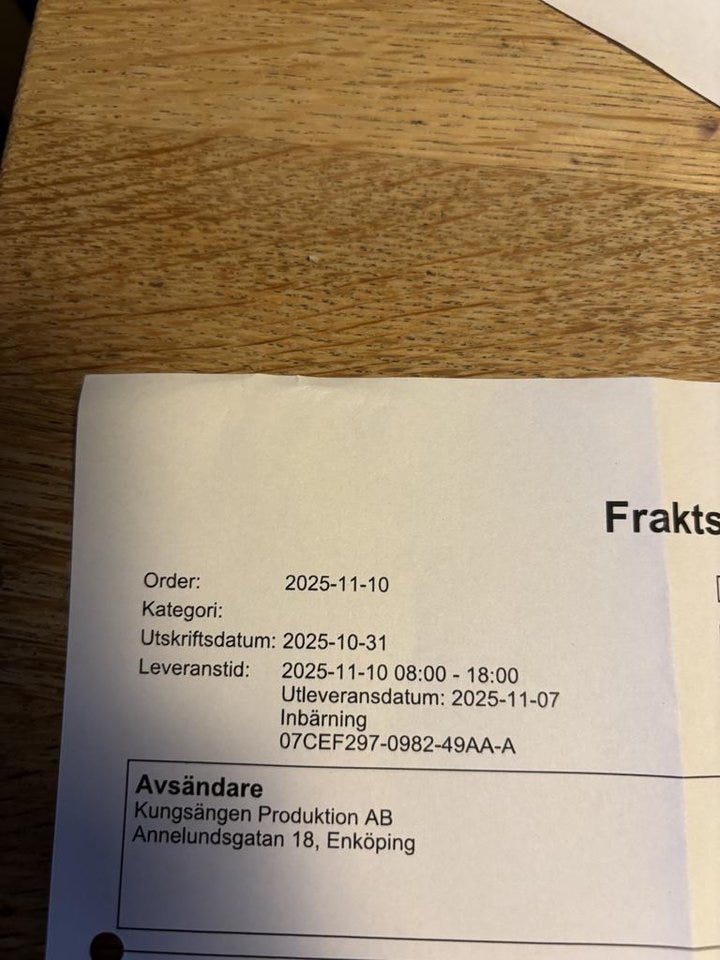 Order: 2025-11-10
Kategori:
Utskriftsdatum: 2025-10-31
Leveranstid: 2025-11-10 08:00 - 18:00
Utleveransdatum: 2025-11-07
Inbärning
07CEF297-0982-49AA-A
Avsändare
Kungsängen Produktion AB
Annelundsgatan 18, Enköping